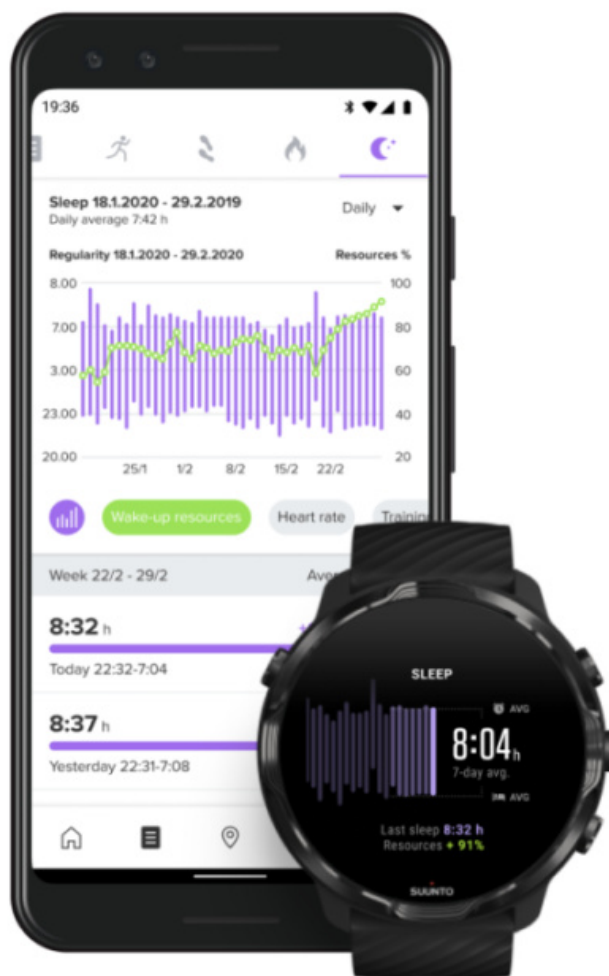 19:36
Sleep 18.1.2020 - 29.2.2019
Daily average 7:42 h
Daily
Regularity 18.1.2020 - 29.2.2020 Resources %
8.00 100
7.00 80
3.00 60
23.00 40
20.00 20
25/1 1/2 8/2 15/2 22/2
Wake-up resources Heart rate Training
Week 22/2 - 29/2
8:32 h
Today 22:32-7:04
8:37 h
Yesterday 22:31-7:08
SLEEP
AVG
8:04 h
7-day avg.
AVG
Last sleep 8:32 h
Resources + 91%
SUUNTO